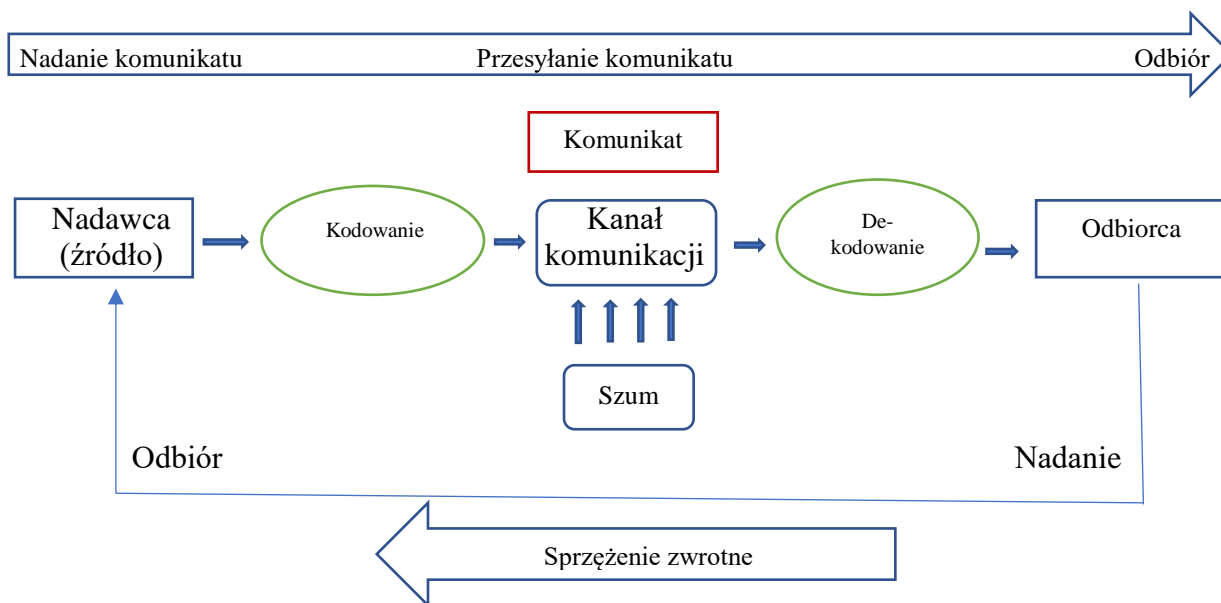 Nadanie komunikatu Przesyłanie komunikatu Odbiór
Komunikat
Nadawca
(źródło)
Kodowanie
Kanał
komunikacji
De-
kodowanie
Odbiorca
Szum
Odbiór
Nadanie
Sprzężenie zwrotne